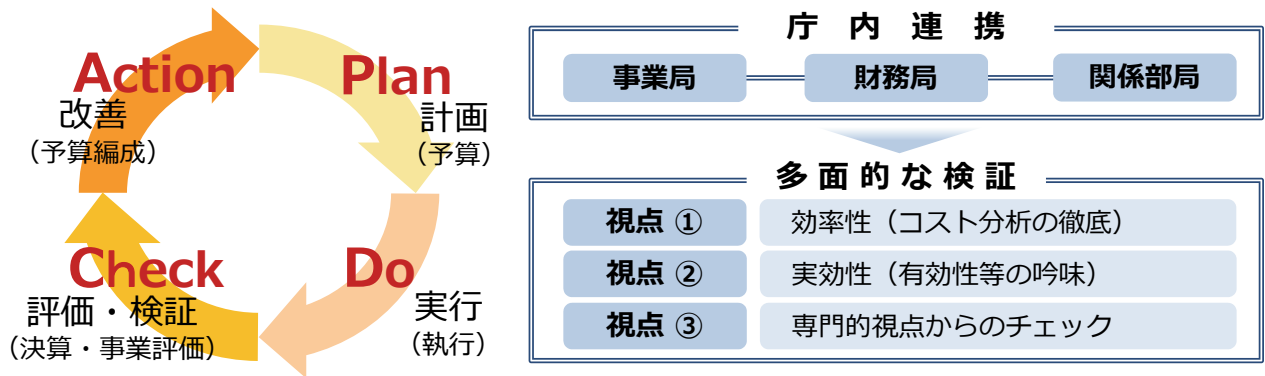 Action
改善
（予算編成）
Plan
計画
（予算）
Check
評価・検証
（決算・事業評価）
Do
実行
（執行）
庁内連携
事業局
財務局
関係部局
多面的な検証
視点 ①
効率性（コスト分析の徹底）
視点 ②
実効性（有効性等の吟味）
視点 ③
専門的視点からのチェック